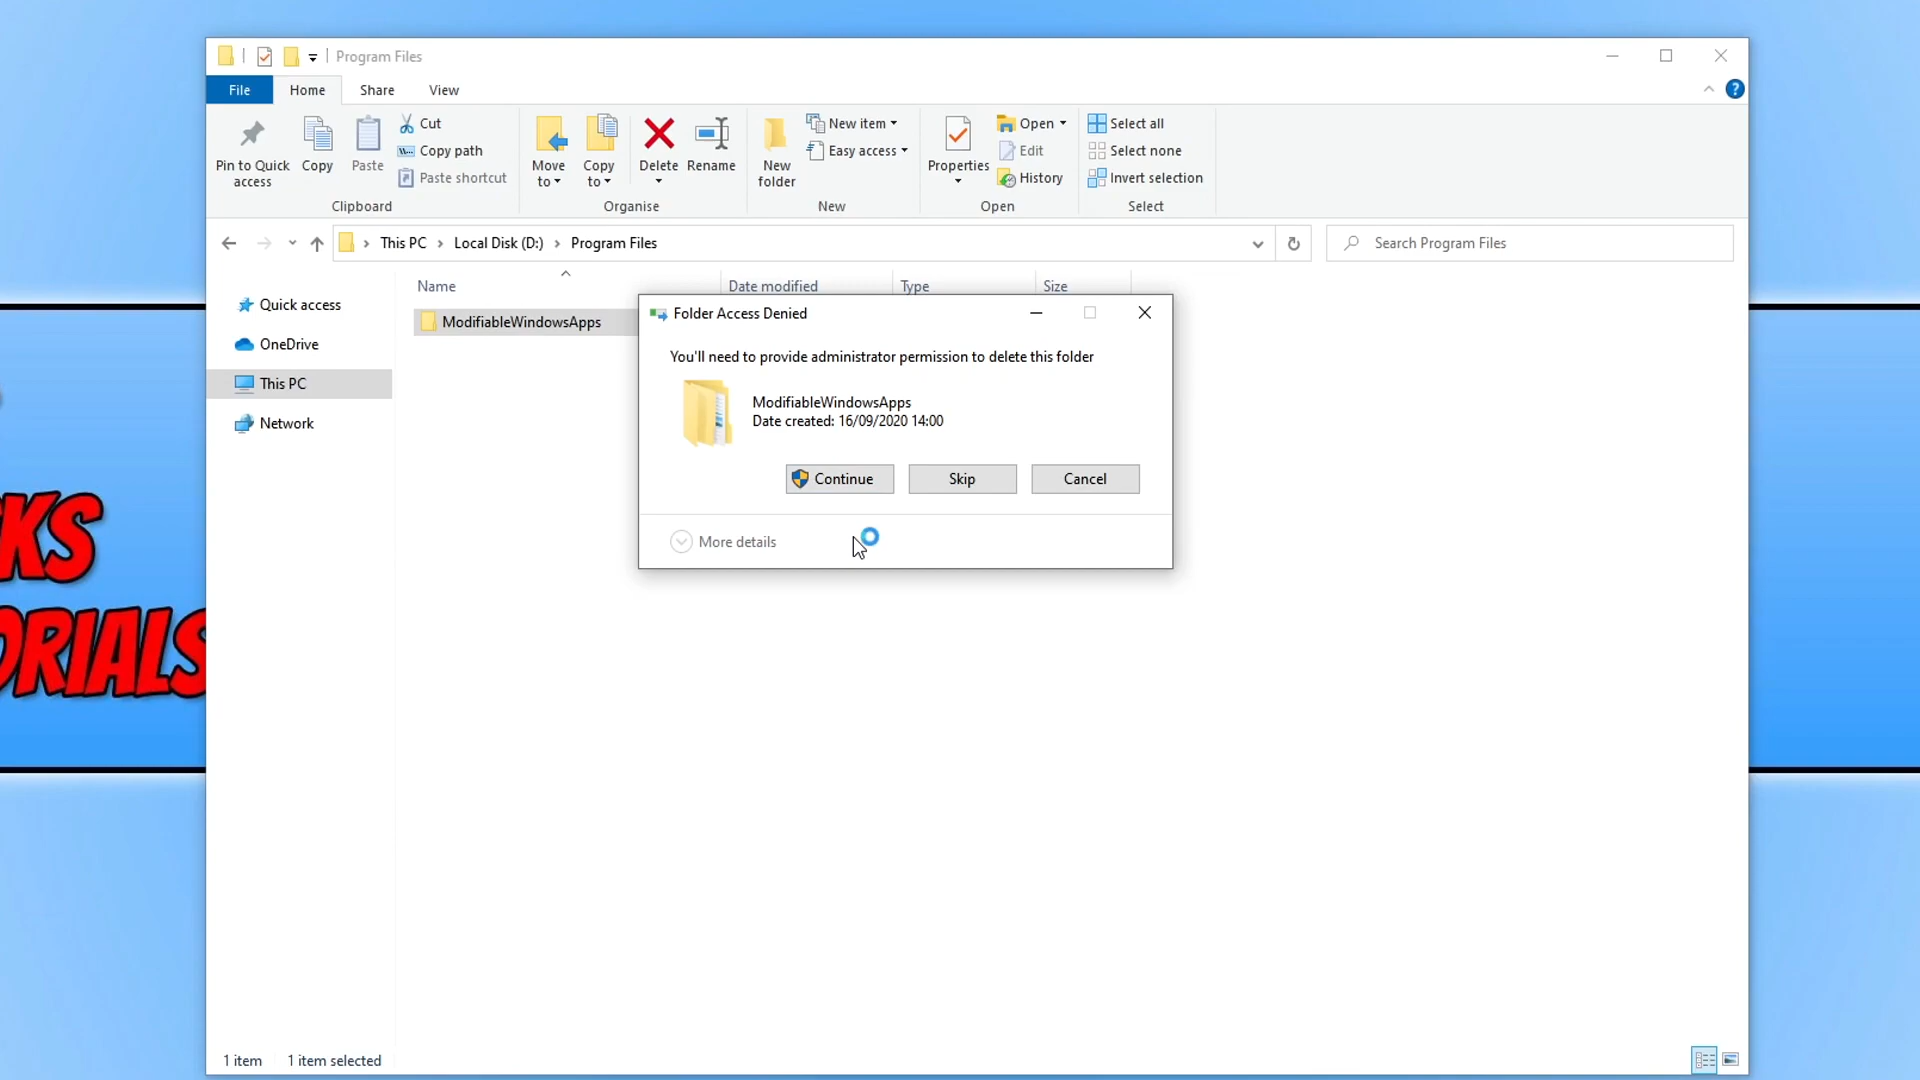 Program Files
File Home Share View
Pin to Quick access
Copy
Paste
Cut
Copy path
Paste shortcut
Clipboard
Move to
Copy to
Delete
Rename
Organise
New folder
New item
Easy access
New
Properties
Open
Edit
History
Open
Select all
Select none
Invert selection
Select
This PC > Local Disk (D:) > Program Files
Search Program Files
Quick access
OneDrive
This PC
Network
Name Date modified Type Size
ModifiableWindowsApps
Folder Access Denied
You'll need to provide administrator permission to delete this folder
ModifiableWindowsApps
Date created: 16/09/2020 14:00
Continue Skip Cancel
More details
KS
ORIALS
1 item 1 item selected